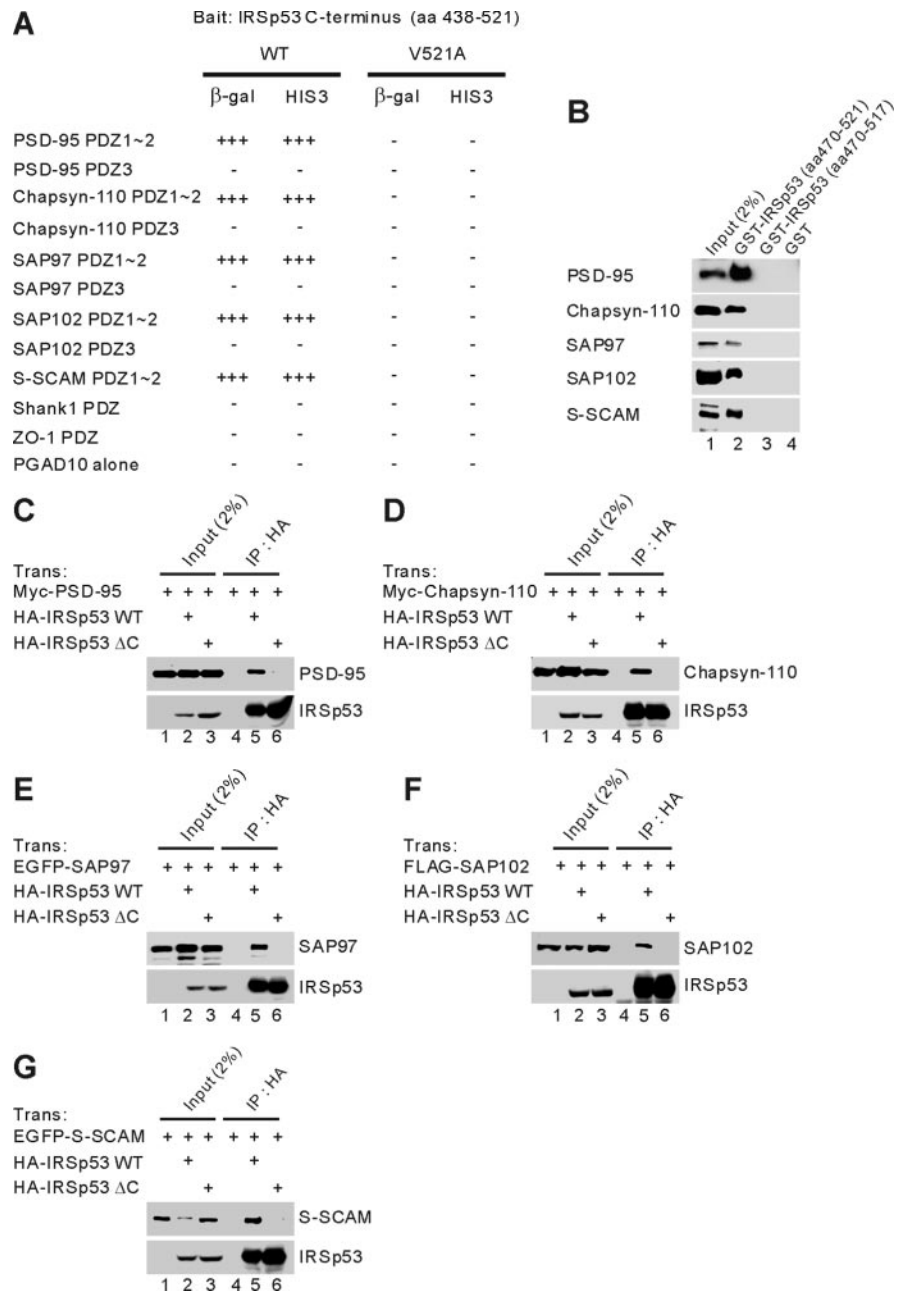 A
Bait: IRSp53 C-terminus (aa 438-521)
WT V521A
β-gal HIS3 β-gal HIS3
PSD-95 PDZ1~2 +++ +++ - -
PSD-95 PDZ3 - - - -
Chapsyn-110 PDZ1~2 +++ +++ - -
Chapsyn-110 PDZ3 - - - -
SAP97 PDZ1~2 +++ +++ - -
SAP97 PDZ3 - - - -
SAP102 PDZ1~2 +++ +++ - -
SAP102 PDZ3 - - - -
S-SCAM PDZ1~2 +++ +++ - -
Shank1 PDZ - - - -
ZO-1 PDZ - - - -
PGAD10 alone - - - -
B
Input (2%)
GST-IRSp53 (aa470-521)
GST-IRSp53 (aa470-517)
GST
PSD-95
Chapsyn-110
SAP97
SAP102
S-SCAM
1 2 3 4
C
Input (2%) IP : HA
Trans:
Myc-PSD-95 + + + + + +
HA-IRSp53 WT + +
HA-IRSp53 ΔC + +
PSD-95
IRSp53
1 2 3 4 5 6
D
Input (2%) IP : HA
Trans:
Myc-Chapsyn-110 + + + + + +
HA-IRSp53 WT + +
HA-IRSp53 ΔC + +
Chapsyn-110
IRSp53
1 2 3 4 5 6
E
Input (2%) IP : HA
Trans:
EGFP-SAP97 + + + + + +
HA-IRSp53 WT + +
HA-IRSp53 ΔC + +
SAP97
IRSp53
1 2 3 4 5 6
F
Input (2%) IP : HA
Trans:
FLAG-SAP102 + + + + + +
HA-IRSp53 WT + +
HA-IRSp53 ΔC + +
SAP102
IRSp53
1 2 3 4 5 6
G
Input (2%) IP : HA
Trans:
EGFP-S-SCAM + + + + + +
HA-IRSp53 WT + +
HA-IRSp53 ΔC + +
S-SCAM
IRSp53
1 2 3 4 5 6